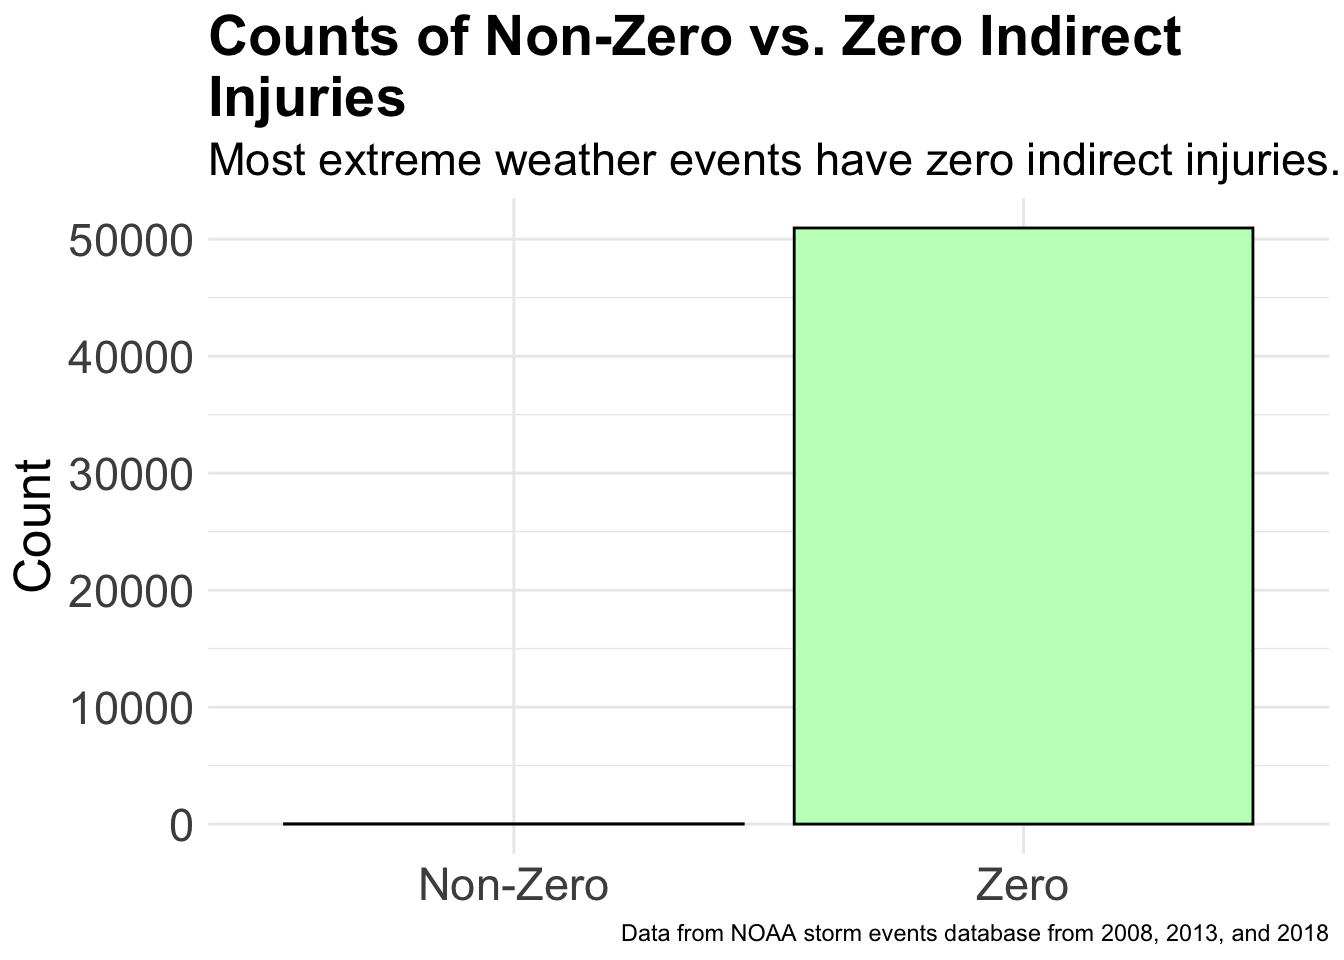 Counts of Non-Zero vs. Zero Indirect
Injuries
Most extreme weather events have zero indirect injuries.
50000
40000
30000
20000
10000
0
Count
Non-Zero
Zero
Data from NOAA storm events database from 2008, 2013, and 2018